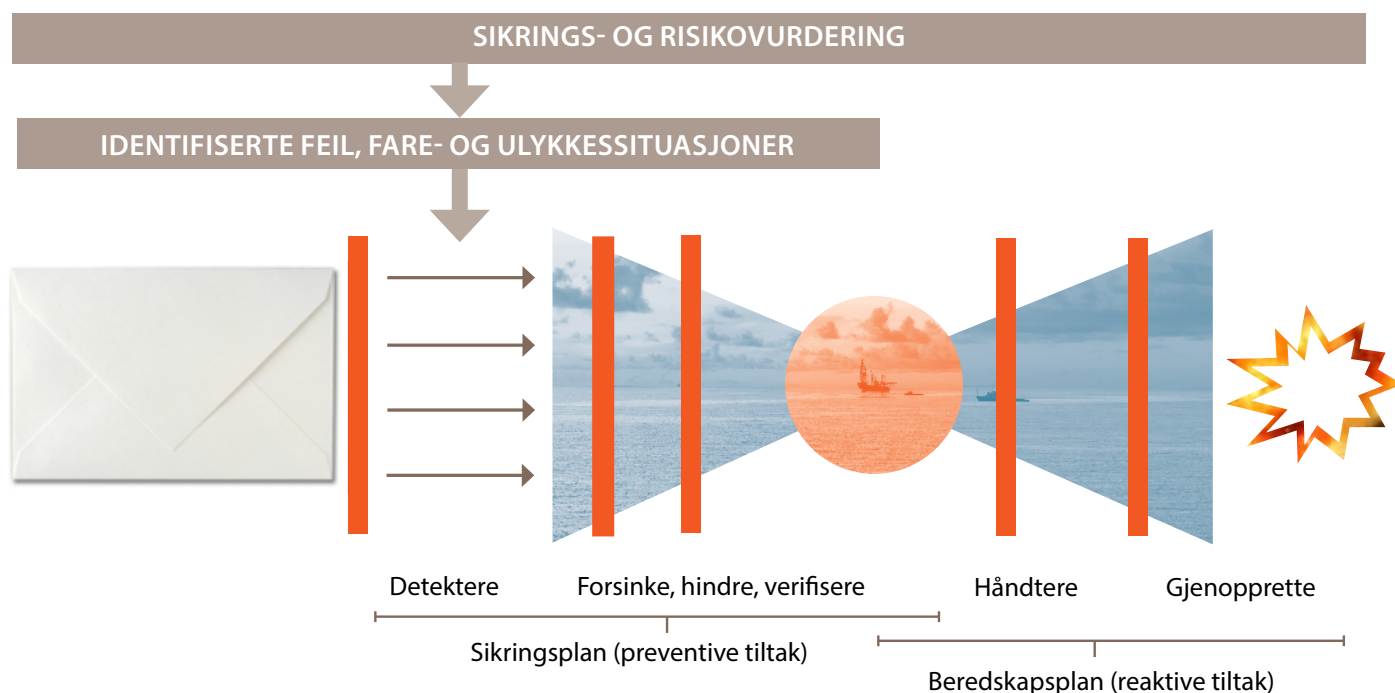 SIKRINGS- OG RISIKOVURDERING
IDENTIFISERTE FEIL, FARE- OG ULYKKESSITUASJONER
Detektere
Forsinke, hindre, verifisere
Håndtere
Gjenopprette
Sikringsplan (preventive tiltak)
Beredskapsplan (reaktive tiltak)